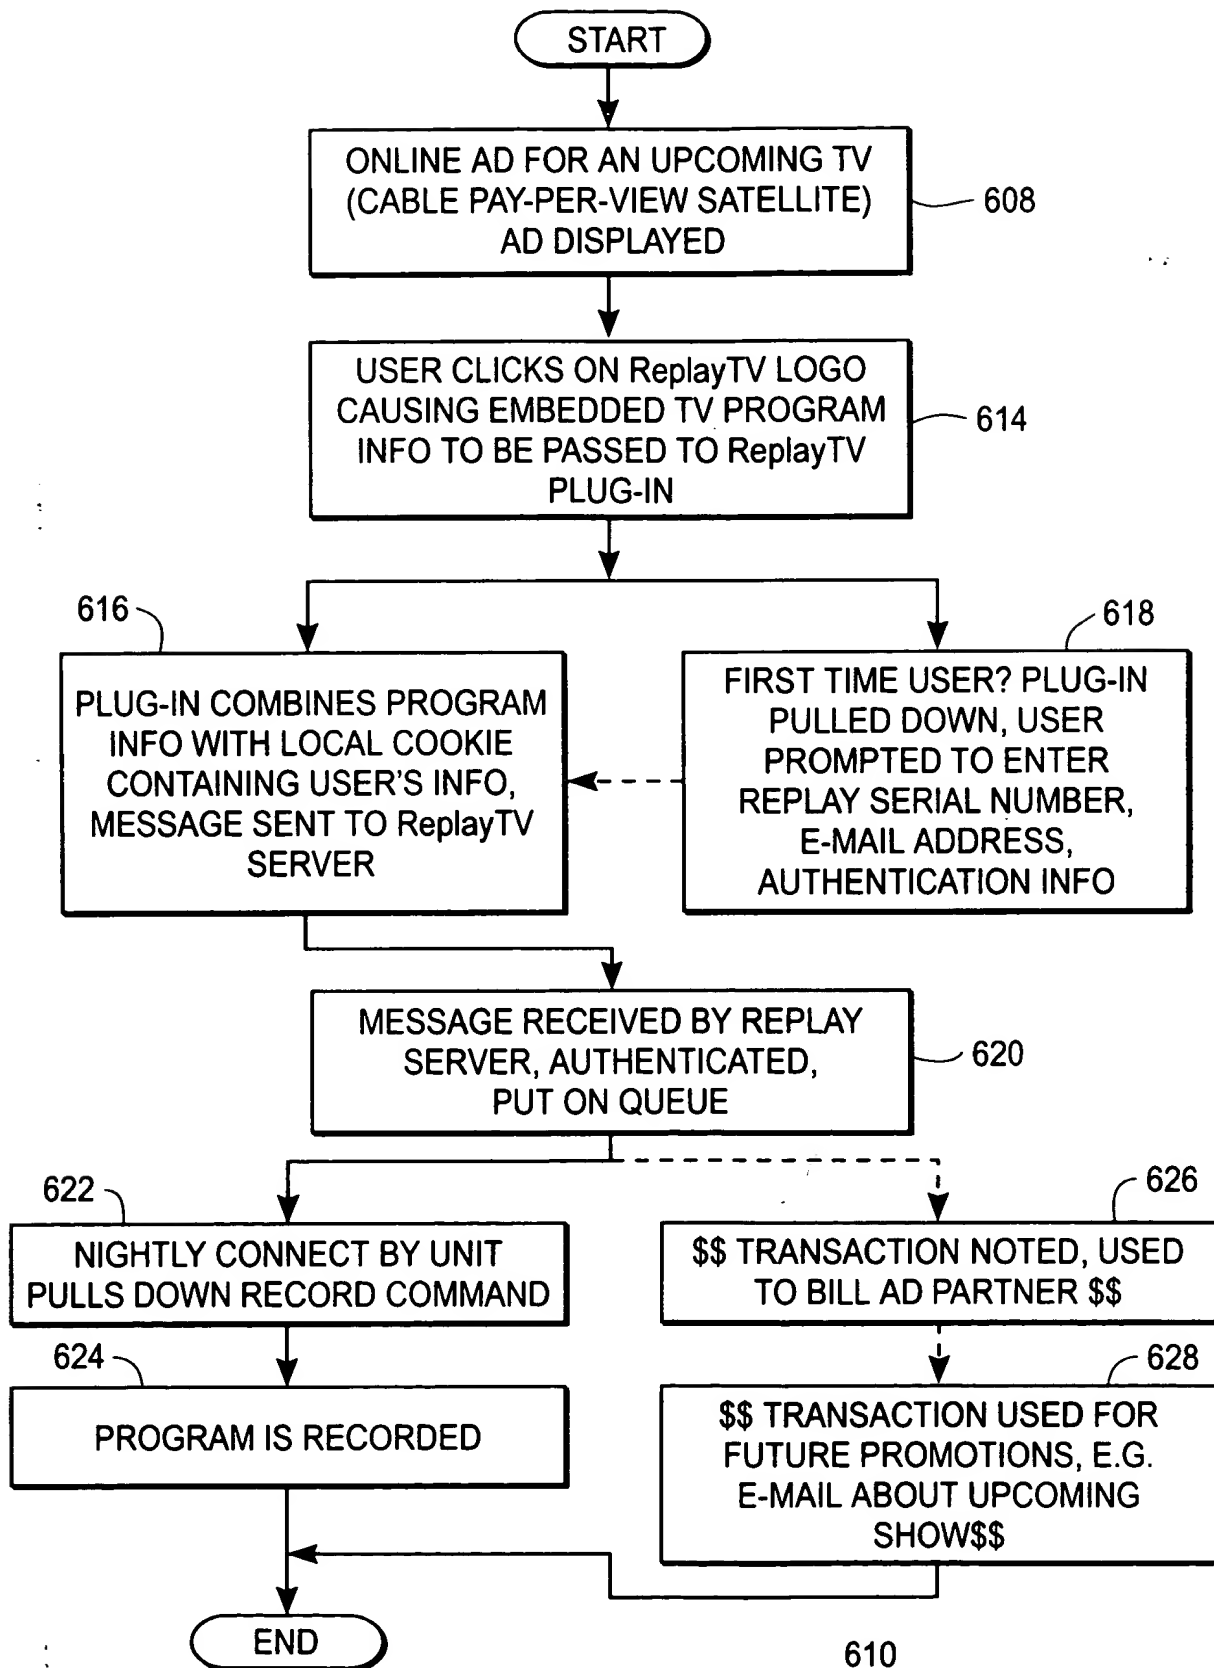 START
ONLINE AD FOR AN UPCOMING TV
(CABLE PAY-PER-VIEW SATELLITE)
AD DISPLAYED
608
USER CLICKS ON ReplayTV LOGO
CAUSING EMBEDDED TV PROGRAM
INFO TO BE PASSED TO ReplayTV
PLUG-IN
614
616
PLUG-IN COMBINES PROGRAM
INFO WITH LOCAL COOKIE
CONTAINING USER'S INFO,
MESSAGE SENT TO ReplayTV
SERVER
618
FIRST TIME USER? PLUG-IN
PULLED DOWN, USER
PROMPTED TO ENTER
REPLAY SERIAL NUMBER,
E-MAIL ADDRESS,
AUTHENTICATION INFO
MESSAGE RECEIVED BY REPLAY
SERVER, AUTHENTICATED,
PUT ON QUEUE
620
622
NIGHTLY CONNECT BY UNIT
PULLS DOWN RECORD COMMAND
626
$$ TRANSACTION NOTED, USED
TO BILL AD PARTNER $$
624
PROGRAM IS RECORDED
628
$$ TRANSACTION USED FOR
FUTURE PROMOTIONS, E.G.
E-MAIL ABOUT UPCOMING
SHOW$$
END
610